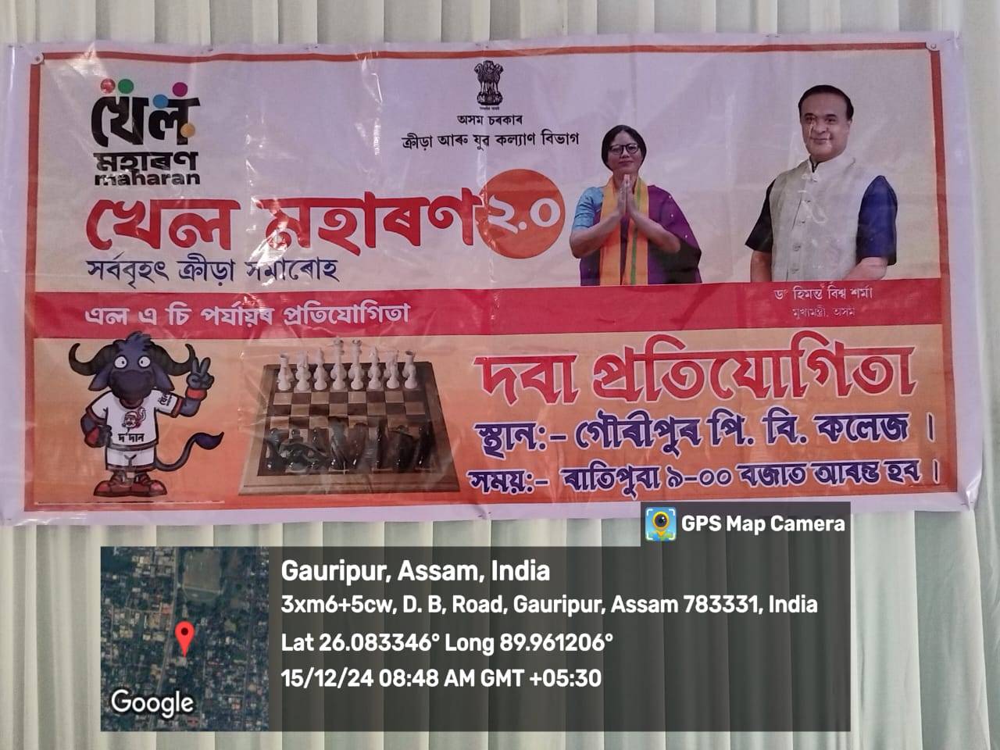 খেল
মহাৰণ
maharan
অসম চৰকাৰ
ক্ৰীড়া আৰু যুব কল্যাণ বিভাগ
খেল মহাৰণ ২.০
সৰ্ববৃহৎ ক্ৰীড়া সমাৰোহ
ড° হিমন্ত বিশ্ব শৰ্মা
মুখ্যমন্ত্ৰী, অসম
এল এ চি পৰ্যায়ৰ প্ৰতিযোগিতা
দ'দান
দবা প্ৰতিযোগিতা
স্থান:- গৌৰীপুৰ পি. বি. কলেজ ।
সময়:- ৰাতিপুৱা ৯-০০ বজাত আৰম্ভ হব ।
GPS Map Camera
Gauripur, Assam, India
3xm6+5cw, D. B, Road, Gauripur, Assam 783331, India
Lat 26.083346° Long 89.961206°
15/12/24 08:48 AM GMT +05:30
Google